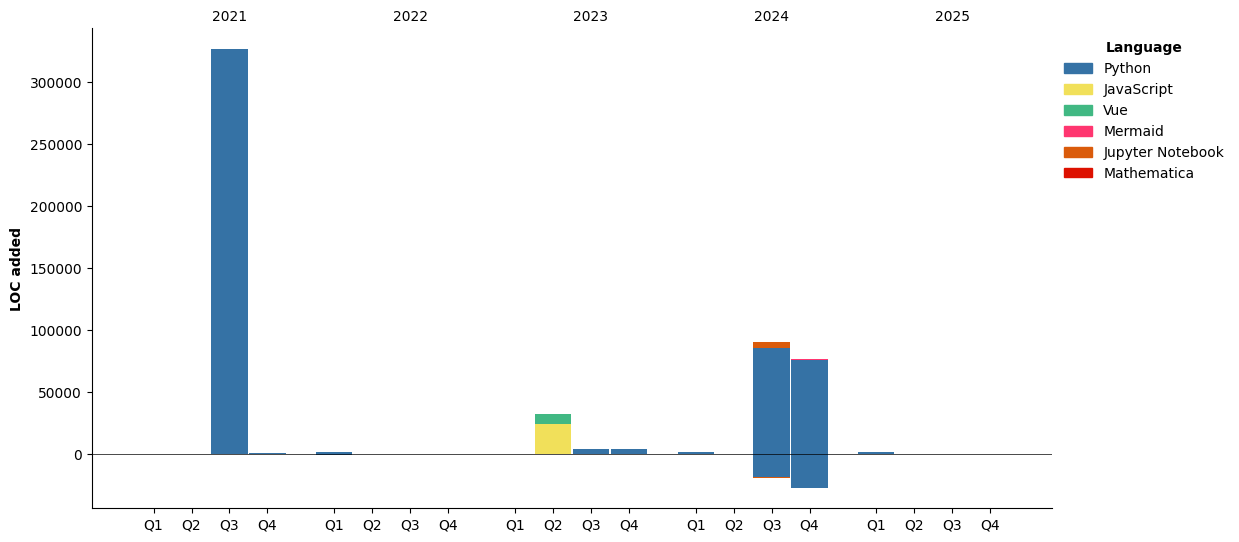 2021 2022 2023 2024 2025
Language
Python
JavaScript
Vue
Mermaid
Jupyter Notebook
Mathematica
LOC added
300000
250000
200000
150000
100000
50000
0
Q1 Q2 Q3 Q4 Q1 Q2 Q3 Q4 Q1 Q2 Q3 Q4 Q1 Q2 Q3 Q4 Q1 Q2 Q3 Q4